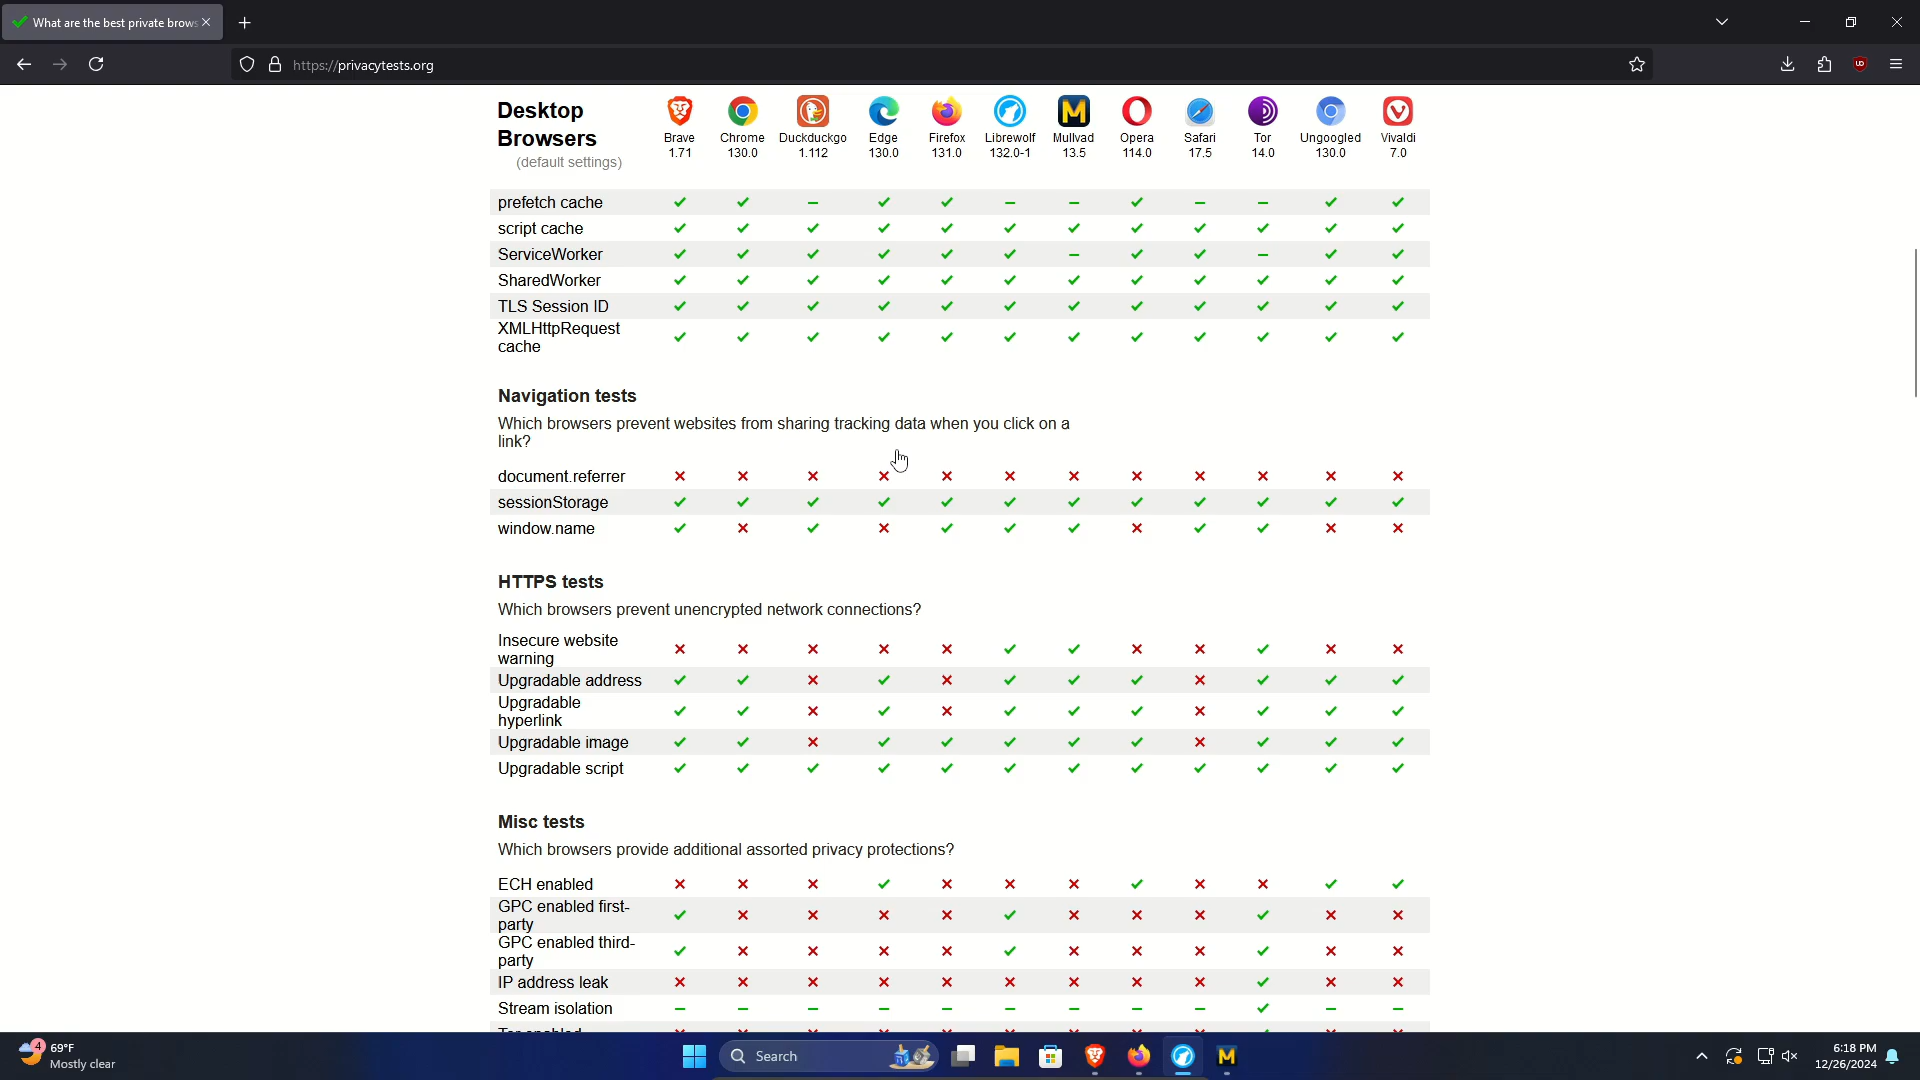 What are the best private brows
https://privacytests.org
Desktop
Browsers
(default settings)
Brave
1.71
Chrome
130.0
Duckduckgo
1.112
Edge
130.0
Firefox
131.0
Librewolf
132.0-1
Mullvad
13.5
Opera
114.0
Safari
17.5
Tor
14.0
Ungoogled
130.0
Vivaldi
7.0
prefetch cache
script cache
ServiceWorker
SharedWorker
TLS Session ID
XMLHttpRequest
cache
Navigation tests
Which browsers prevent websites from sharing tracking data when you click on a
link?
document.referrer
sessionStorage
window.name
HTTPS tests
Which browsers prevent unencrypted network connections?
Insecure website
warning
Upgradable address
Upgradable
hyperlink
Upgradable image
Upgradable script
Misc tests
Which browsers provide additional assorted privacy protections?
ECH enabled
GPC enabled first-
party
GPC enabled third-
party
IP address leak
Stream isolation
Tor enabled
4
69°F
Mostly clear
Search
M
6:18 PM
12/26/2024